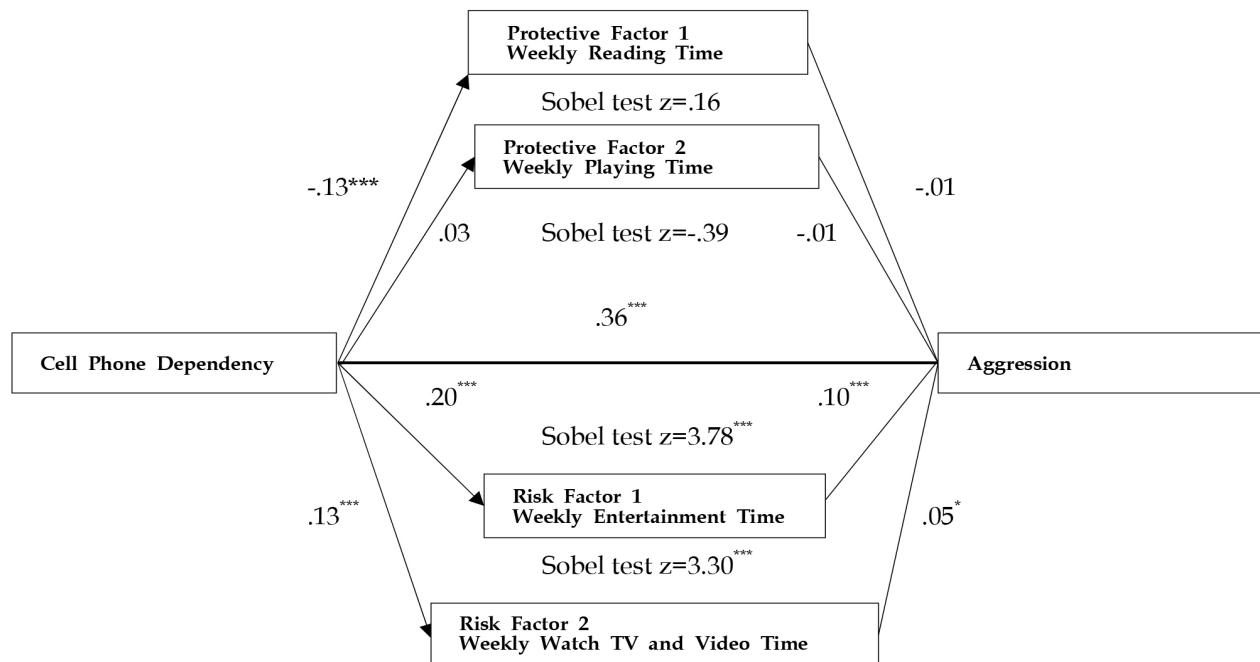 Protective Factor 1
Weekly Reading Time
Sobel test z=.16
Protective Factor 2
Weekly Playing Time
-.13***
-.01
.03
Sobel test z=-.39
-.01
.36***
Cell Phone Dependency
Aggression
.20***
.10***
Sobel test z=3.78***
Risk Factor 1
Weekly Entertainment Time
.13***
.05*
Sobel test z=3.30***
Risk Factor 2
Weekly Watch TV and Video Time